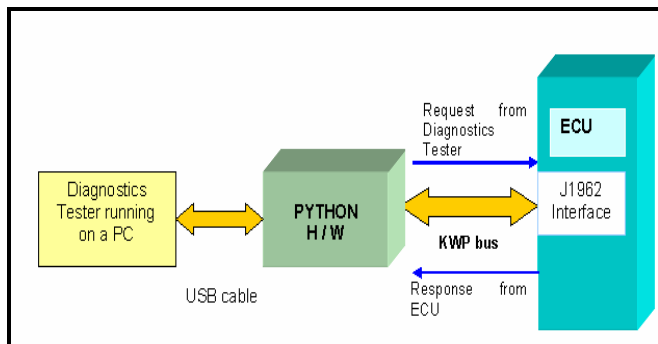 Diagnostics
Tester running
on a PC
USB cable
PYTHON
H / W
Request from
Diagnostics
Tester
KWP bus
Response from
ECU
ECU
J1962
Interface